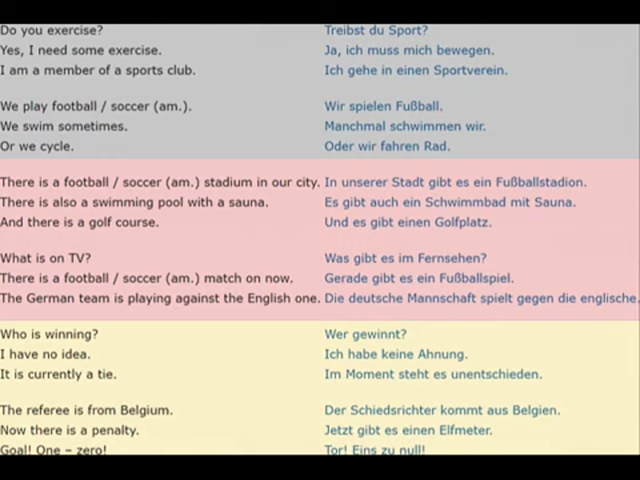 Do you exercise? Treibst du Sport?
Yes, I need some exercise. Ja, ich muss mich bewegen.
I am a member of a sports club. Ich gehe in einen Sportverein.
We play football / soccer (am.). Wir spielen Fußball.
We swim sometimes. Manchmal schwimmen wir.
Or we cycle. Oder wir fahren Rad.
There is a football / soccer (am.) stadium in our city. In unserer Stadt gibt es ein Fußballstadion.
There is also a swimming pool with a sauna. Es gibt auch ein Schwimmbad mit Sauna.
And there is a golf course. Und es gibt einen Golfplatz.
What is on TV? Was gibt es im Fernsehen?
There is a football / soccer (am.) match on now. Gerade gibt es ein Fußballspiel.
The German team is playing against the English one. Die deutsche Mannschaft spielt gegen die englische.
Who is winning? Wer gewinnt?
I have no idea. Ich habe keine Ahnung.
It is currently a tie. Im Moment steht es unentschieden.
The referee is from Belgium. Der Schiedsrichter kommt aus Belgien.
Now there is a penalty. Jetzt gibt es einen Elfmeter.
Goal! One – zero! Tor! Eins zu null!